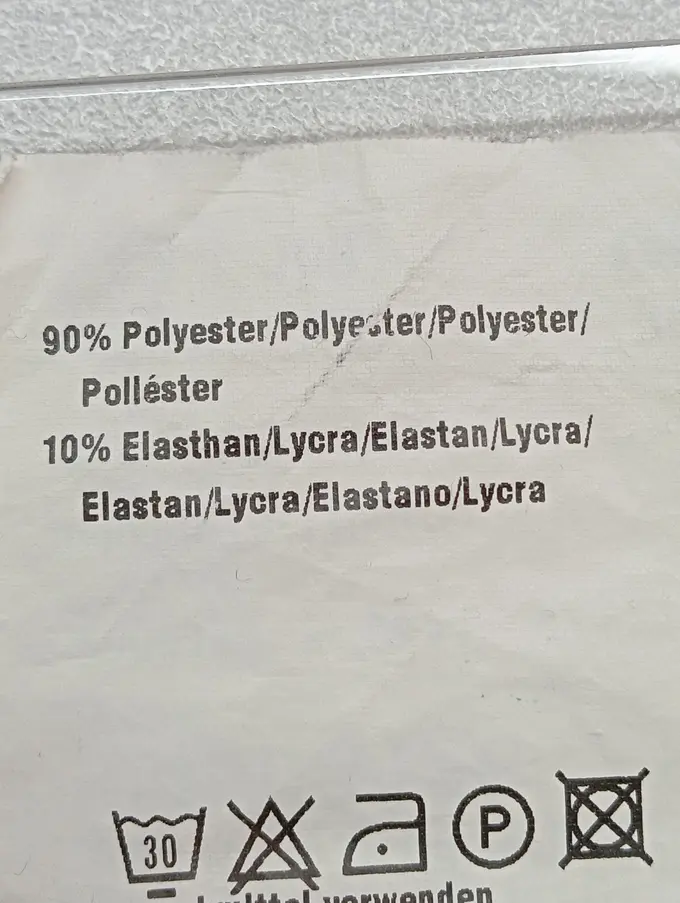 90% Polyester/Polyester/Polyester/
Polléster
10% Elasthan/Lycra/Elastan/Lycra/
Elastan/Lycra/Elastano/Lycra
30
P
verwenden